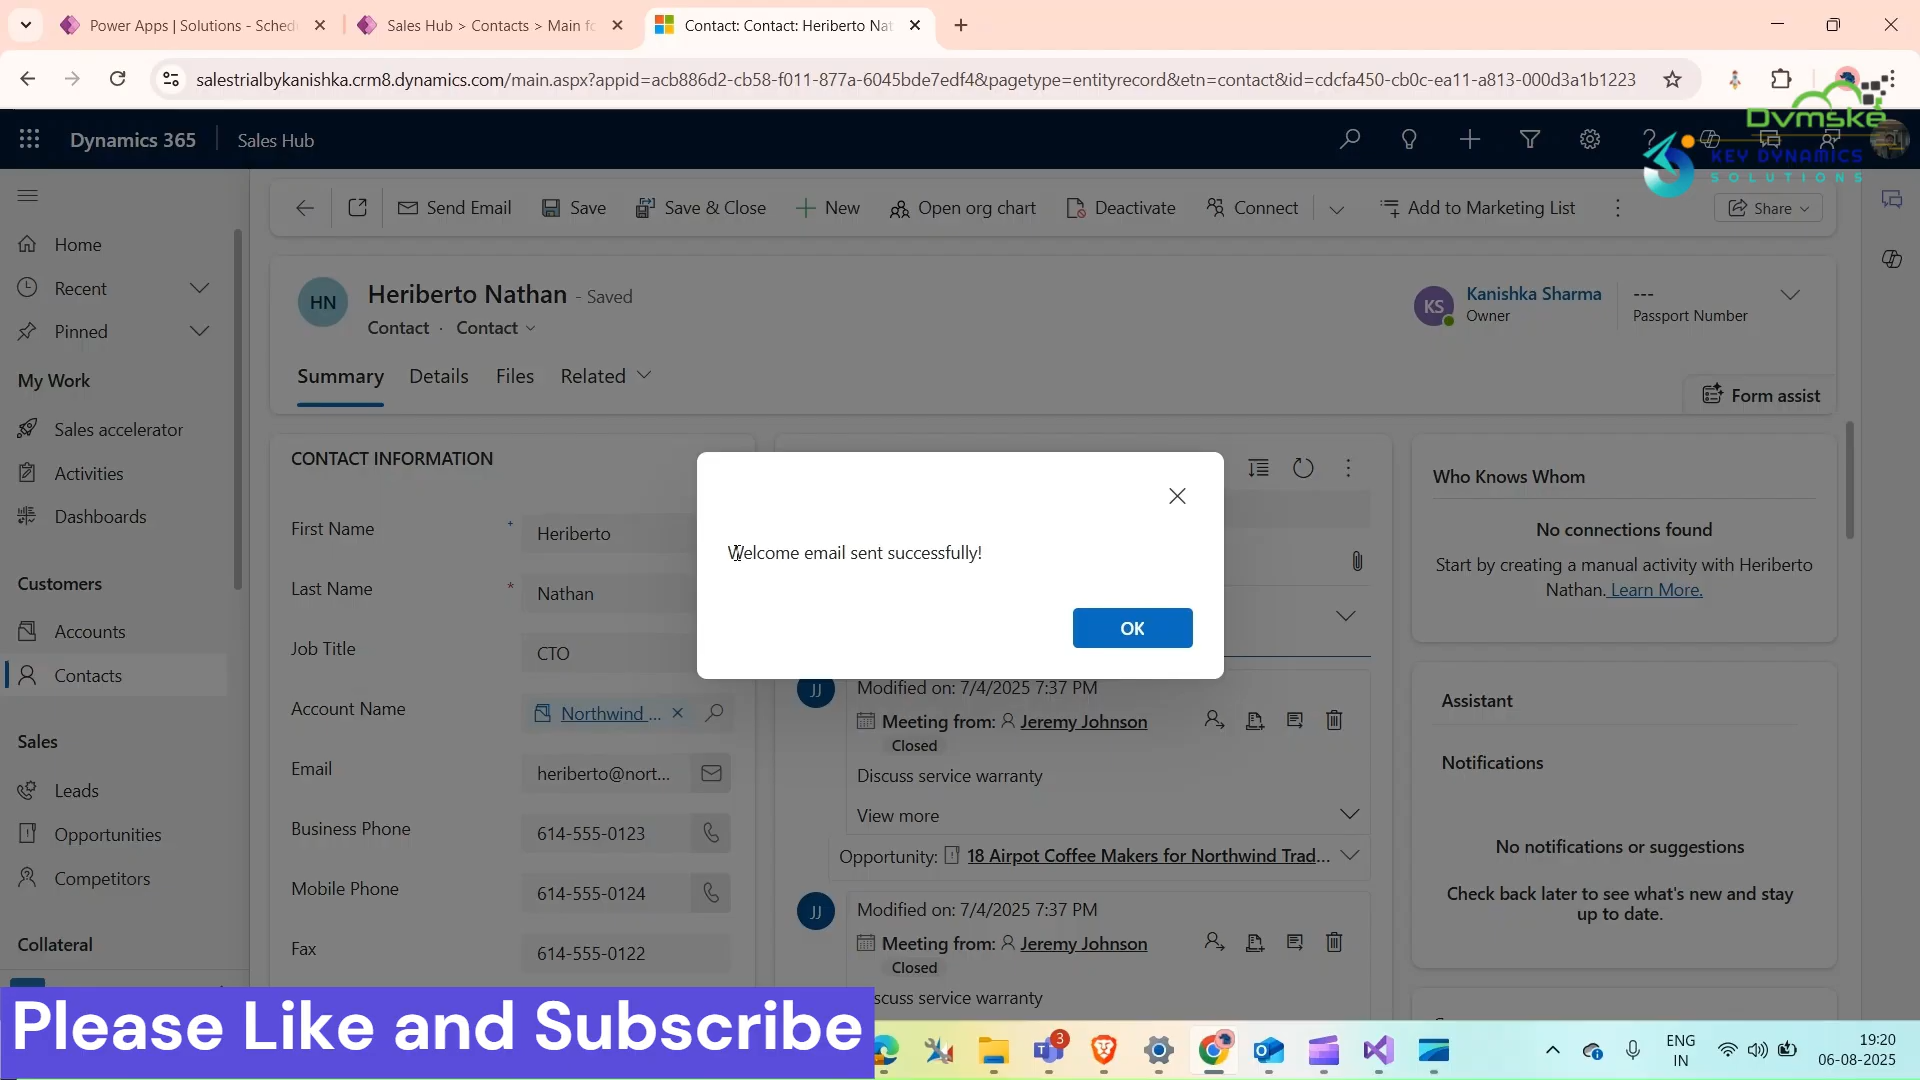 Power Apps | Solutions - Sched
Sales Hub > Contacts > Main fo
Contact: Contact: Heriberto Nat
salestrialbykanishka.crm8.dynamics.com/main.aspx?appid=acb886d2-cb58-f011-877a-6045bde7edf4&pagetype=entityrecord&etn=contact&id=cdcfa450-cb0c-ea11-a813-000d3a1b1223
Dynamics 365
Sales Hub
Dvmske
KEY DYNAMICS
SOLUTIONS
Send Email
Save
Save & Close
New
Open org chart
Deactivate
Connect
Add to Marketing List
Share
Home
Recent
Pinned
My Work
Sales accelerator
Activities
Dashboards
Customers
Accounts
Contacts
Sales
Leads
Opportunities
Competitors
Collateral
HN
Heriberto Nathan - Saved
Contact · Contact
KS
Kanishka Sharma
Owner
---
Passport Number
Summary
Details
Files
Related
Form assist
CONTACT INFORMATION
First Name
*
Heriberto
Last Name
*
Nathan
Job Title
CTO
Account Name
Northwind ...
Email
heriberto@nort...
Business Phone
614-555-0123
Mobile Phone
614-555-0124
Fax
614-555-0122
Welcome email sent successfully!
OK
JJ
Modified on: 7/4/2025 7:37 PM
Meeting from: Jeremy Johnson
Closed
Discuss service warranty
View more
Opportunity: 18 Airpot Coffee Makers for Northwind Trad...
JJ
Modified on: 7/4/2025 7:37 PM
Meeting from: Jeremy Johnson
Closed
scuss service warranty
Who Knows Whom
No connections found
Start by creating a manual activity with Heriberto
Nathan. Learn More.
Assistant
Notifications
No notifications or suggestions
Check back later to see what's new and stay
up to date.
Please Like and Subscribe
3
ENG
IN
19:20
06-08-2025